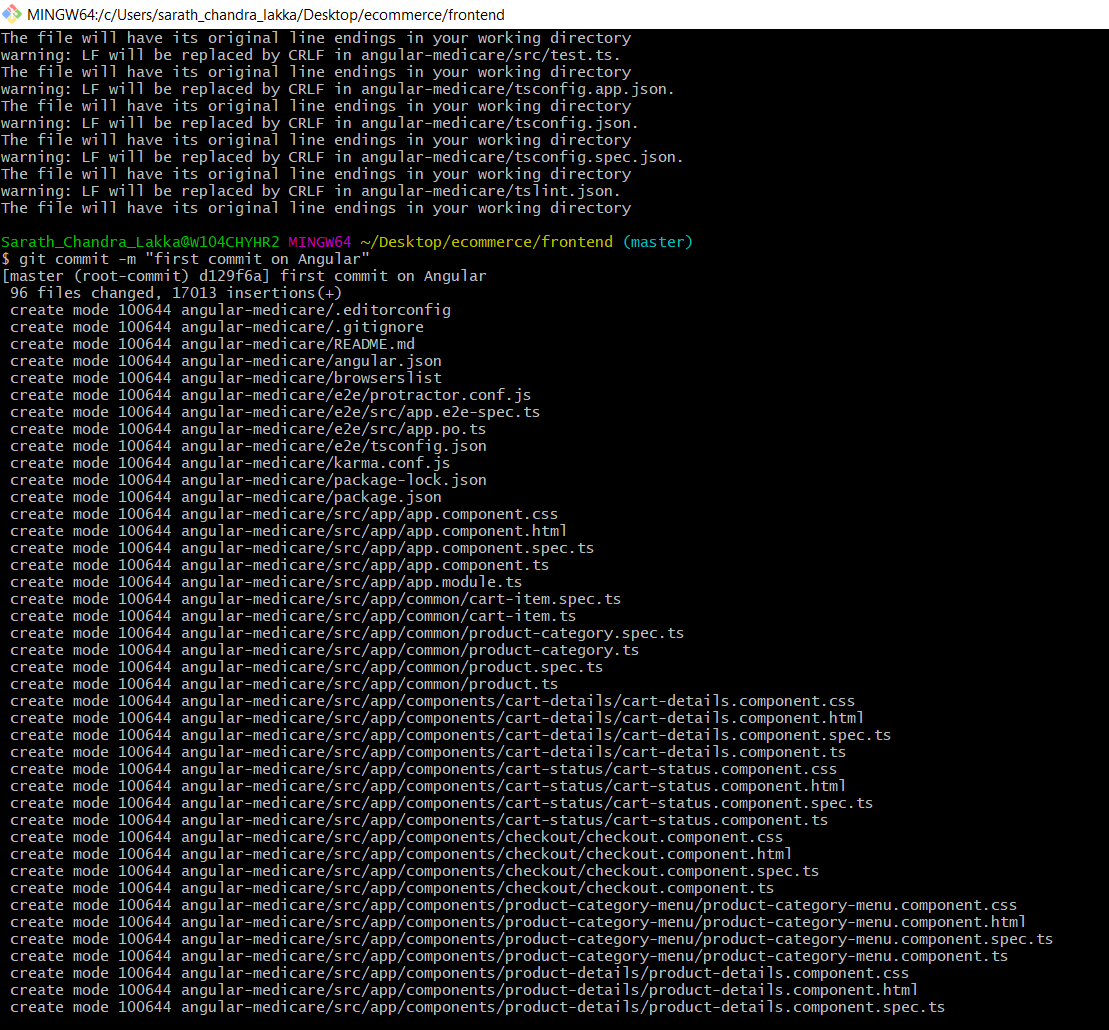 MINGW64:/c/Users/sarath_chandra_lakka/Desktop/ecommerce/frontend
The file will have its original line endings in your working directory
warning: LF will be replaced by CRLF in angular-medicare/src/test.ts.
The file will have its original line endings in your working directory
warning: LF will be replaced by CRLF in angular-medicare/tsconfig.app.json.
The file will have its original line endings in your working directory
warning: LF will be replaced by CRLF in angular-medicare/tsconfig.json.
The file will have its original line endings in your working directory
warning: LF will be replaced by CRLF in angular-medicare/tsconfig.spec.json.
The file will have its original line endings in your working directory
warning: LF will be replaced by CRLF in angular-medicare/tslint.json.
The file will have its original line endings in your working directory
Sarath_Chandra_Lakka@W104CHYHR2 MINGW64 ~/Desktop/ecommerce/frontend (master)
$ git commit -m "first commit on Angular"
[master (root-commit) d129f6a] first commit on Angular
96 files changed, 17013 insertions(+)
create mode 100644 angular-medicare/.editorconfig
create mode 100644 angular-medicare/.gitignore
create mode 100644 angular-medicare/README.md
create mode 100644 angular-medicare/angular.json
create mode 100644 angular-medicare/browserslist
create mode 100644 angular-medicare/e2e/protractor.conf.js
create mode 100644 angular-medicare/e2e/src/app.e2e-spec.ts
create mode 100644 angular-medicare/e2e/src/app.po.ts
create mode 100644 angular-medicare/e2e/tsconfig.json
create mode 100644 angular-medicare/karma.conf.js
create mode 100644 angular-medicare/package-lock.json
create mode 100644 angular-medicare/package.json
create mode 100644 angular-medicare/src/app/app.component.css
create mode 100644 angular-medicare/src/app/app.component.html
create mode 100644 angular-medicare/src/app/app.component.spec.ts
create mode 100644 angular-medicare/src/app/app.component.ts
create mode 100644 angular-medicare/src/app/app.module.ts
create mode 100644 angular-medicare/src/app/common/cart-item.spec.ts
create mode 100644 angular-medicare/src/app/common/cart-item.ts
create mode 100644 angular-medicare/src/app/common/product-category.spec.ts
create mode 100644 angular-medicare/src/app/common/product-category.ts
create mode 100644 angular-medicare/src/app/common/product.spec.ts
create mode 100644 angular-medicare/src/app/common/product.ts
create mode 100644 angular-medicare/src/app/components/cart-details/cart-details.component.css
create mode 100644 angular-medicare/src/app/components/cart-details/cart-details.component.html
create mode 100644 angular-medicare/src/app/components/cart-details/cart-details.component.spec.ts
create mode 100644 angular-medicare/src/app/components/cart-details/cart-details.component.ts
create mode 100644 angular-medicare/src/app/components/cart-status/cart-status.component.css
create mode 100644 angular-medicare/src/app/components/cart-status/cart-status.component.html
create mode 100644 angular-medicare/src/app/components/cart-status/cart-status.component.spec.ts
create mode 100644 angular-medicare/src/app/components/cart-status/cart-status.component.ts
create mode 100644 angular-medicare/src/app/components/checkout/checkout.component.css
create mode 100644 angular-medicare/src/app/components/checkout/checkout.component.html
create mode 100644 angular-medicare/src/app/components/checkout/checkout.component.spec.ts
create mode 100644 angular-medicare/src/app/components/checkout/checkout.component.ts
create mode 100644 angular-medicare/src/app/components/product-category-menu/product-category-menu.component.css
create mode 100644 angular-medicare/src/app/components/product-category-menu/product-category-menu.component.html
create mode 100644 angular-medicare/src/app/components/product-category-menu/product-category-menu.component.spec.ts
create mode 100644 angular-medicare/src/app/components/product-category-menu/product-category-menu.component.ts
create mode 100644 angular-medicare/src/app/components/product-details/product-details.component.css
create mode 100644 angular-medicare/src/app/components/product-details/product-details.component.html
create mode 100644 angular-medicare/src/app/components/product-details/product-details.component.spec.ts